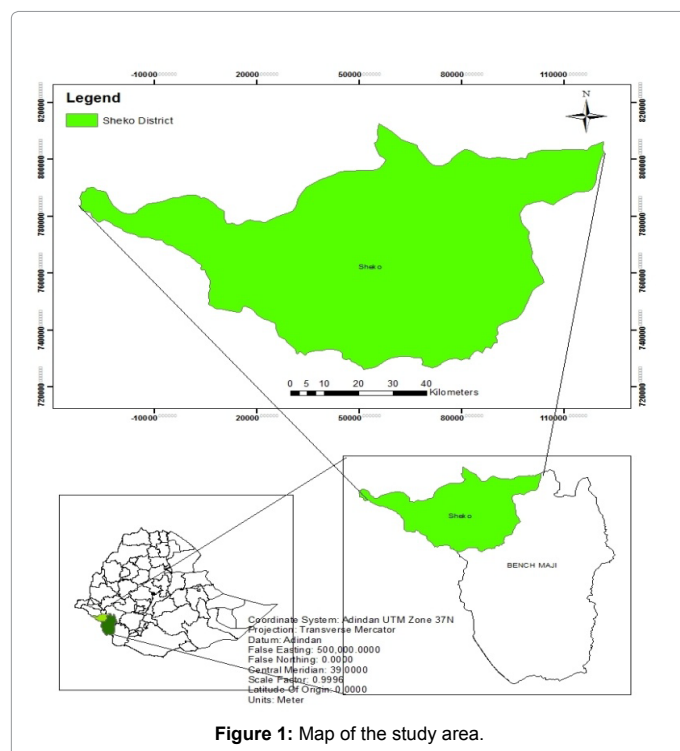 -10000 20000 50000 80000 110000
820000 820000
Legend
Sheko District
N
800000 800000
780000 780000
Sheko
760000 760000
740000 740000
0 5 10 20 30 40
Kilometers
720000 720000
-10000 20000 50000 80000 110000
Sheko
BENCH MAJI
Coordinate System: Adindan UTM Zone 37N
Projection: Transverse Mercator
Datum: Adindan
False Easting: 500,000.0000
False Northing: 0.0000
Central Meridian: 39.0000
Scale Factor: 0.9996
Latitude Of Origin: 0.0000
Units: Meter
Figure 1: Map of the study area.